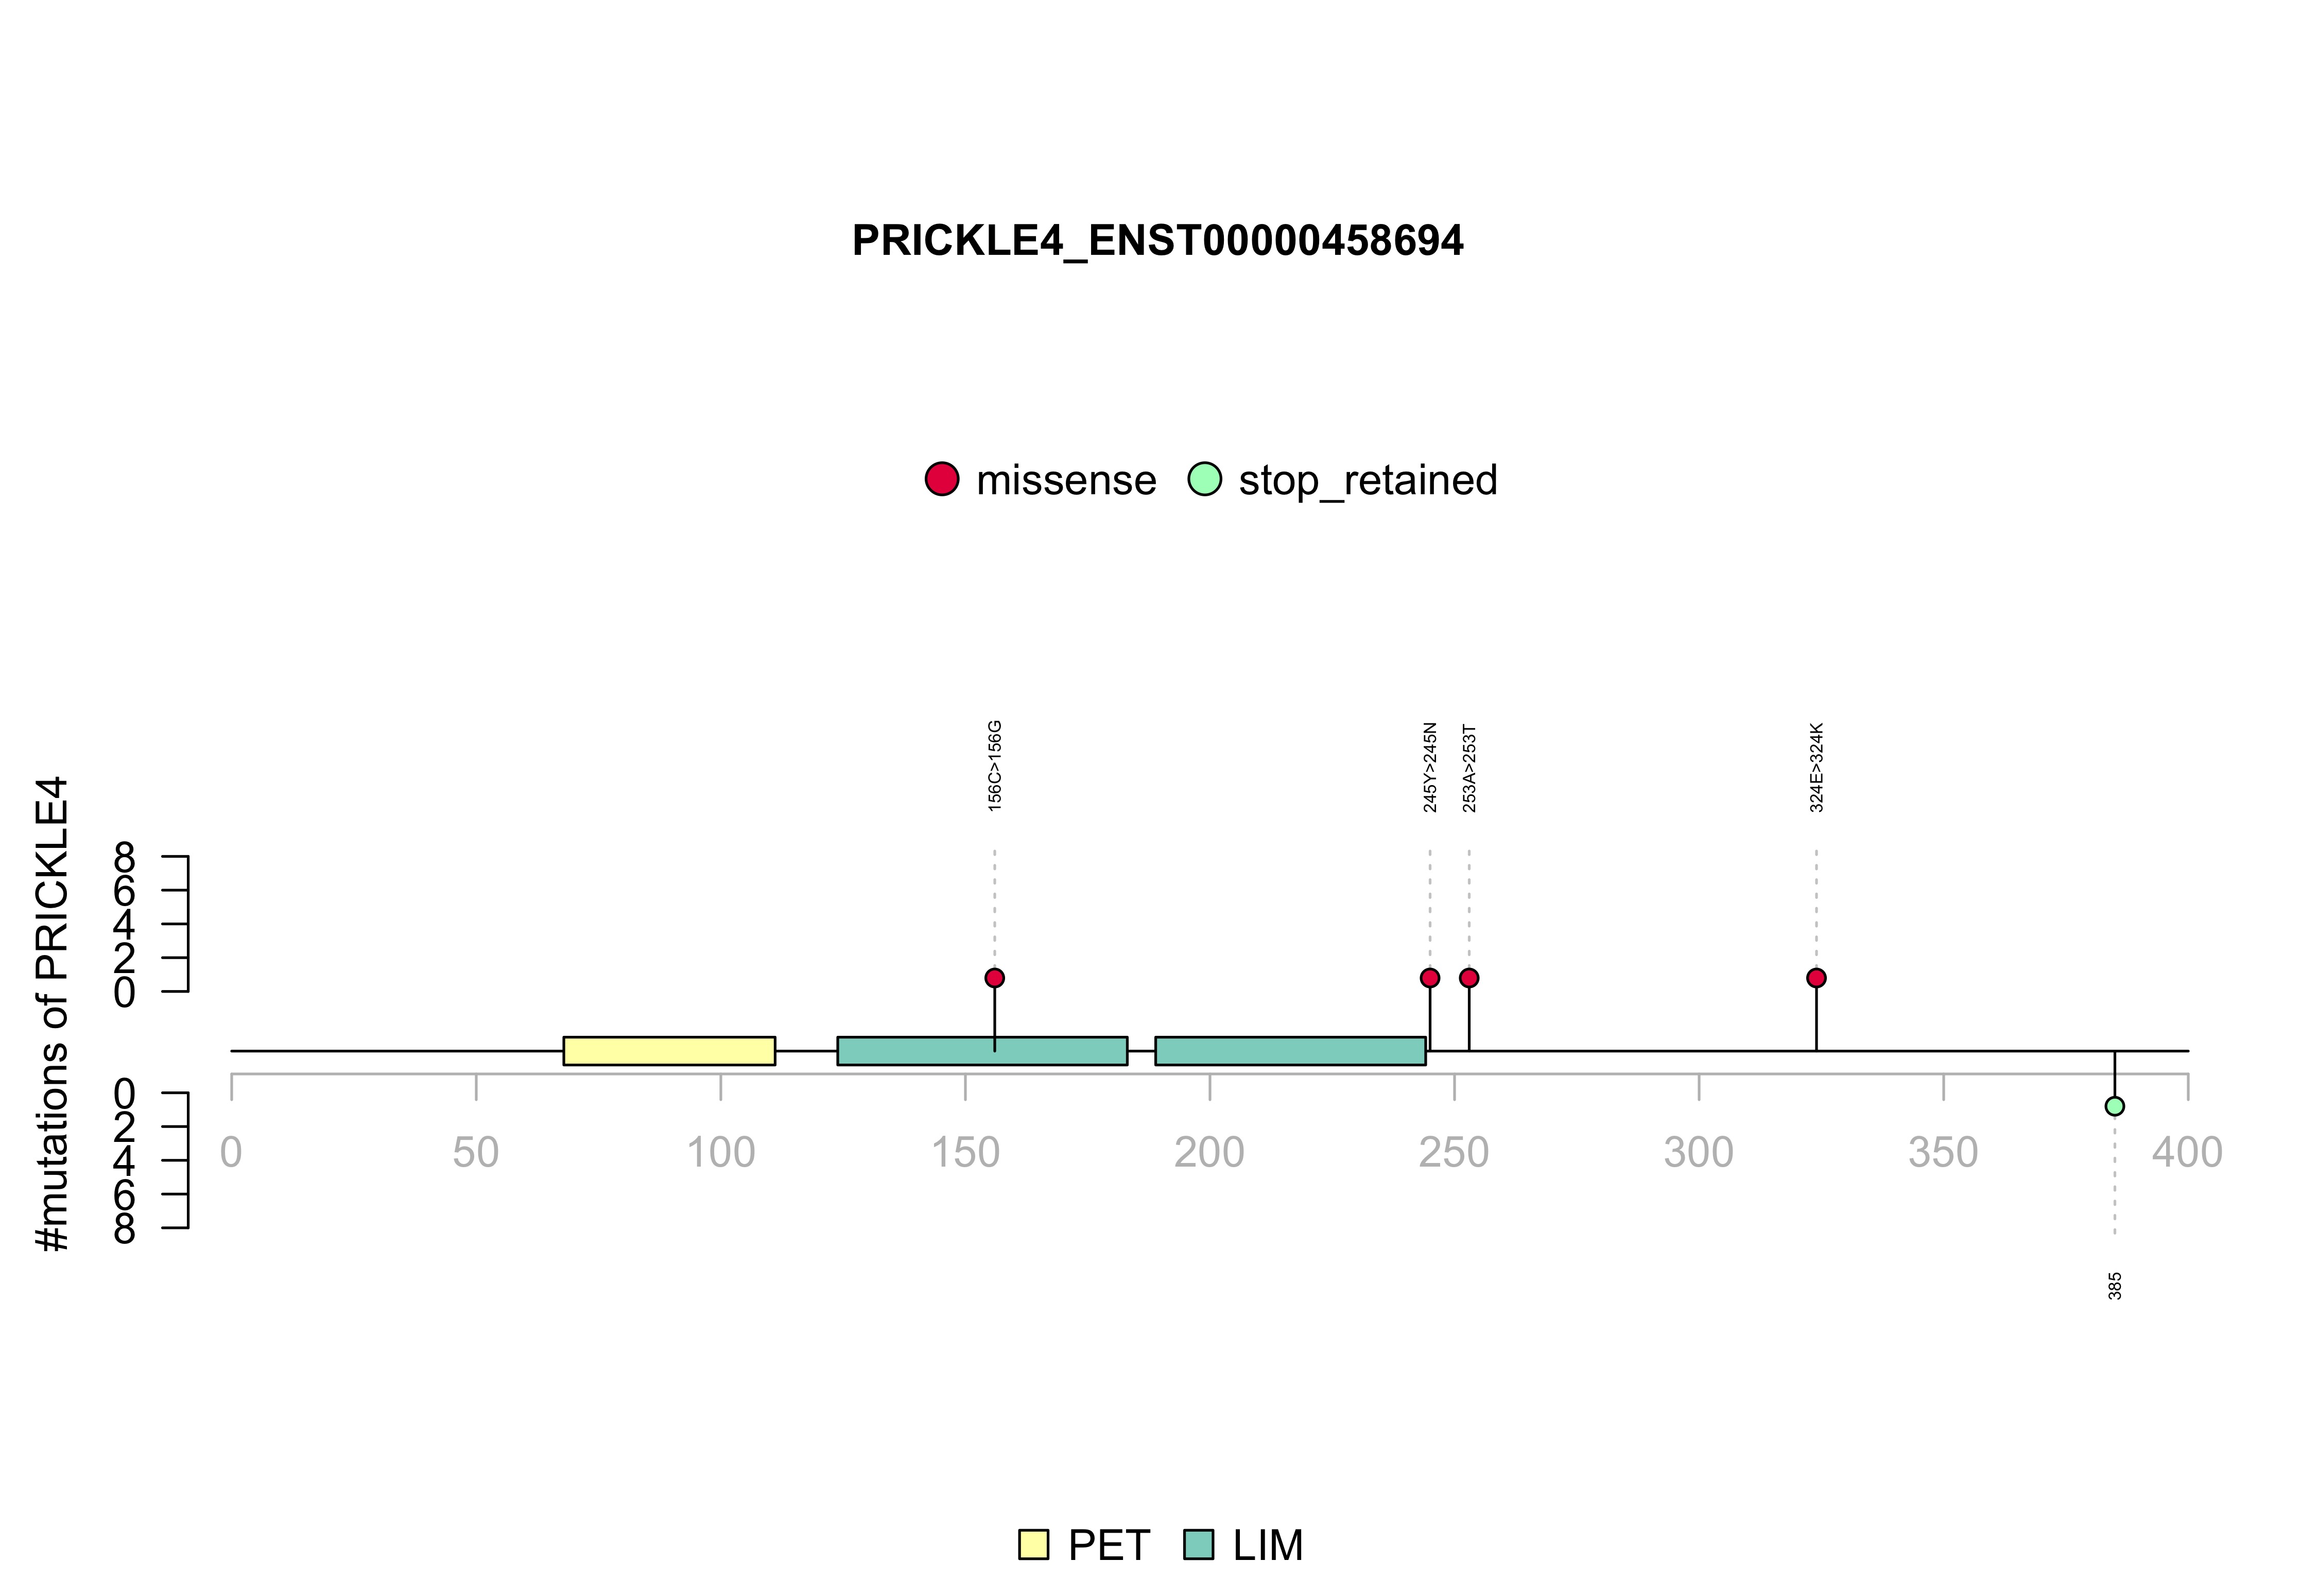 PRICKLE4_ENST00000458694
missense stop_retained
156C>156G
245Y>245N
253A>253T
324E>324K
#mutations of PRICKLE4
8
6
4
2
0
0
2
4
6
8
0 50 100 150 200 250 300 350 400
385
PET LIM